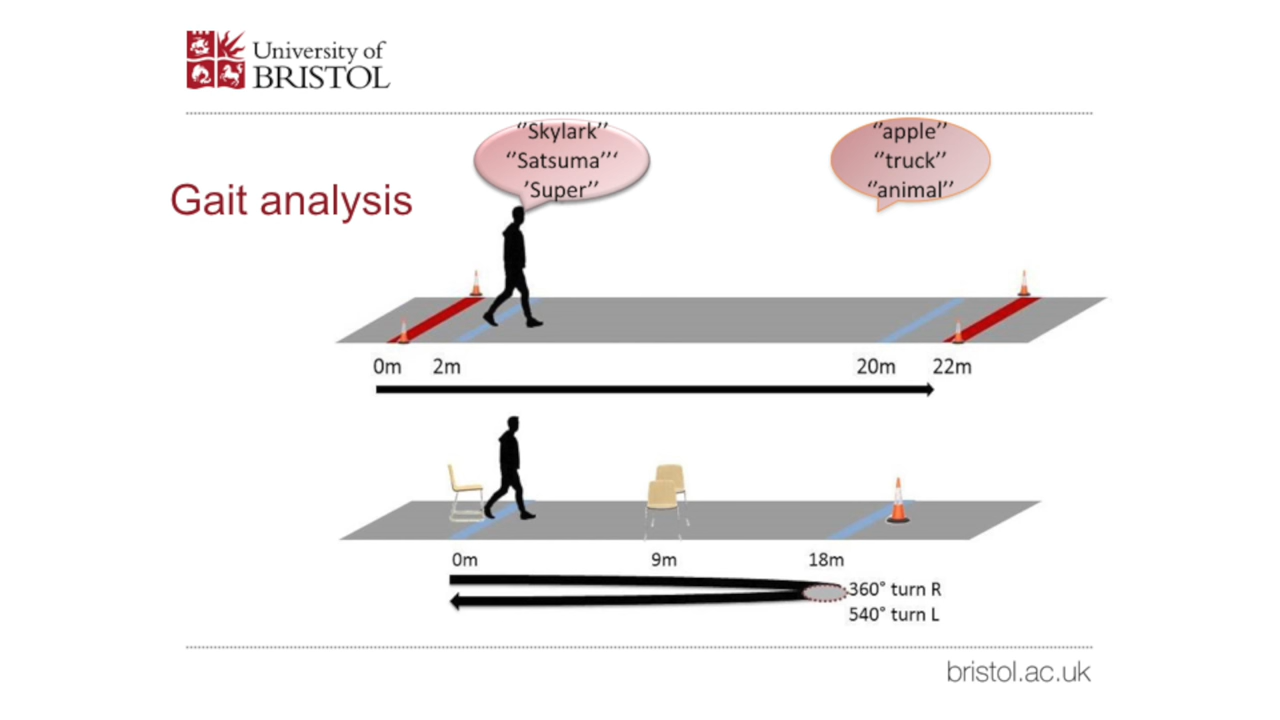 University of
BRISTOL
‘’Skylark’’
‘’Satsuma’’‘
’Super’’
‘’apple’’
‘’truck’’
‘’animal’’
Gait analysis
0m 2m 20m 22m
0m 9m 18m
360° turn R
540° turn L
bristol.ac.uk